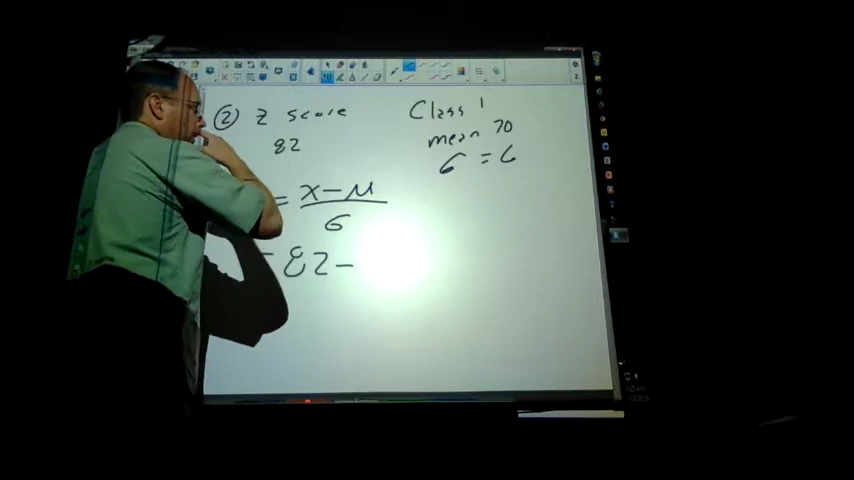 ② z score
82
Class 1
mean 70
σ = 6
= x - μ
σ
= 82 -